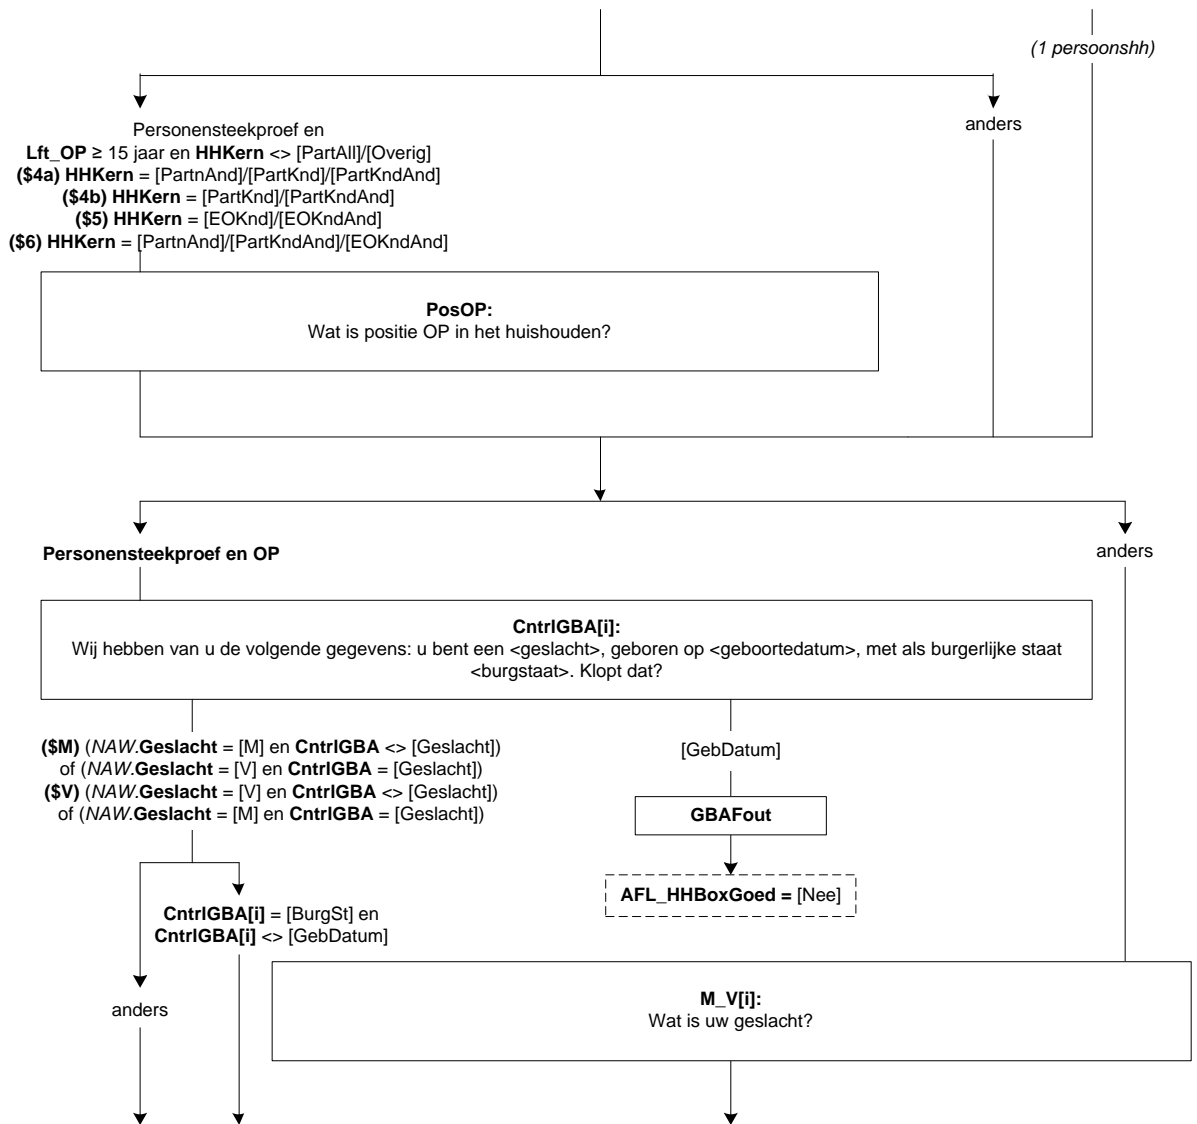 (1 persoonshh)
Personensteekproef en
Lft_OP ≥ 15 jaar en HHKern <> [PartAll]/[Overig]
($4a) HHKern = [PartnAnd]/[PartKnd]/[PartKndAnd]
($4b) HHKern = [PartKnd]/[PartKndAnd]
($5) HHKern = [EOKnd]/[EOKndAnd]
($6) HHKern = [PartnAnd]/[PartKndAnd]/[EOKndAnd]
anders
PosOP:
Wat is positie OP in het huishouden?
Personensteekproef en OP
anders
CntrlGBA[i]:
Wij hebben van u de volgende gegevens: u bent een <geslacht>, geboren op <geboortedatum>, met als burgerlijke staat
<burgstaat>. Klopt dat?
($M) (NAW.Geslacht = [M] en CntrlGBA <> [Geslacht])
of (NAW.Geslacht = [V] en CntrlGBA = [Geslacht])
($V) (NAW.Geslacht = [V] en CntrlGBA <> [Geslacht])
of (NAW.Geslacht = [M] en CntrlGBA = [Geslacht])
[GebDatum]
GBAFout
AFL_HHBoxGoed = [Nee]
CntrlGBA[i] = [BurgSt] en
CntrlGBA[i] <> [GebDatum]
anders
M_V[i]:
Wat is uw geslacht?